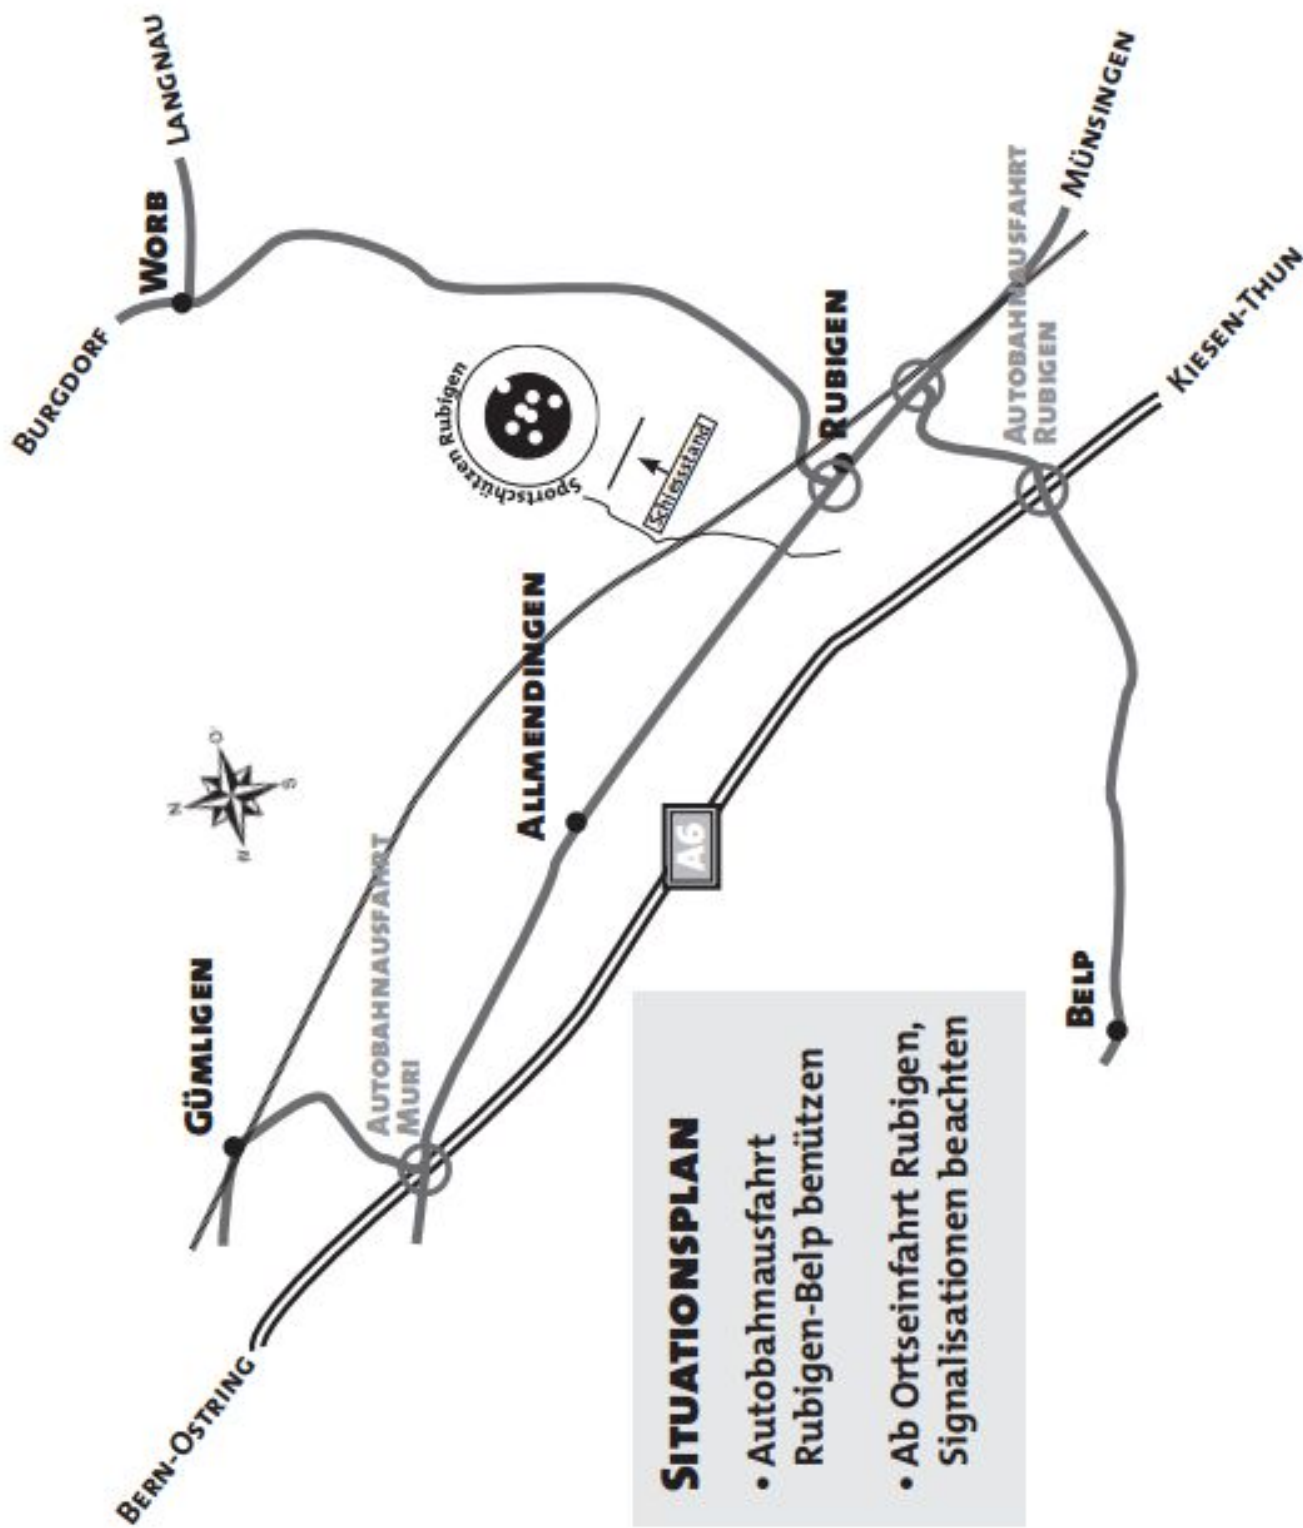 BURGDORF
WORB
LANGNAU
Sportschützen Rubigen
Schiessstand
RUBIGEN
MÜNSINGEN
AUTOBAHNAUSFAHRT
RUBIGEN
KIESEN-THUN
ALLMENDINGEN
N
O
S
GÜMLIGEN
AUTOBAHNAUSFAHRT
MURI
A6
BERN-OSTRING
BELP
SITUATIONSPLAN
• Autobahnausfahrt
Rubigen-Belp benützen
• Ab Ortseinfahrt Rubigen,
Signalisationen beachten